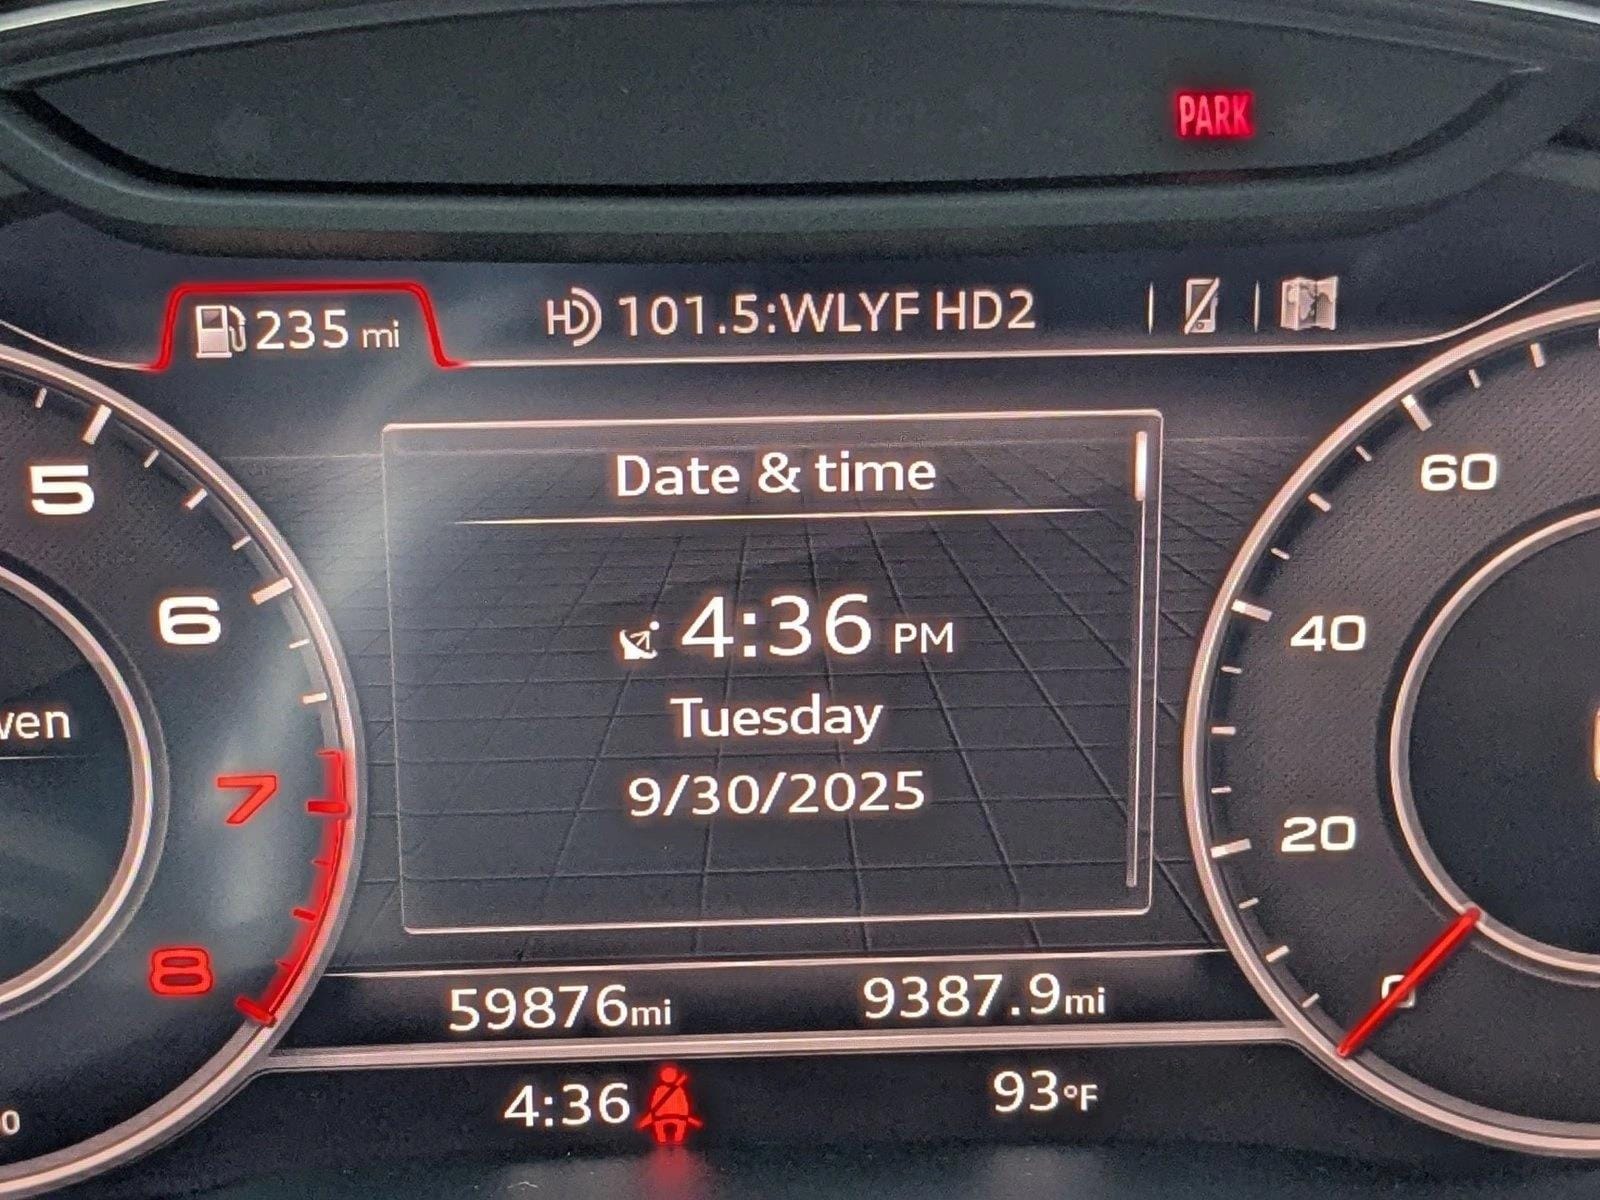 PARK
235 mi
HD 101.5:WLYF HD2
Date & time
4:36 PM
Tuesday
9/30/2025
5
6
7
8
60
40
20
0
59876mi
9387.9mi
4:36
93°F